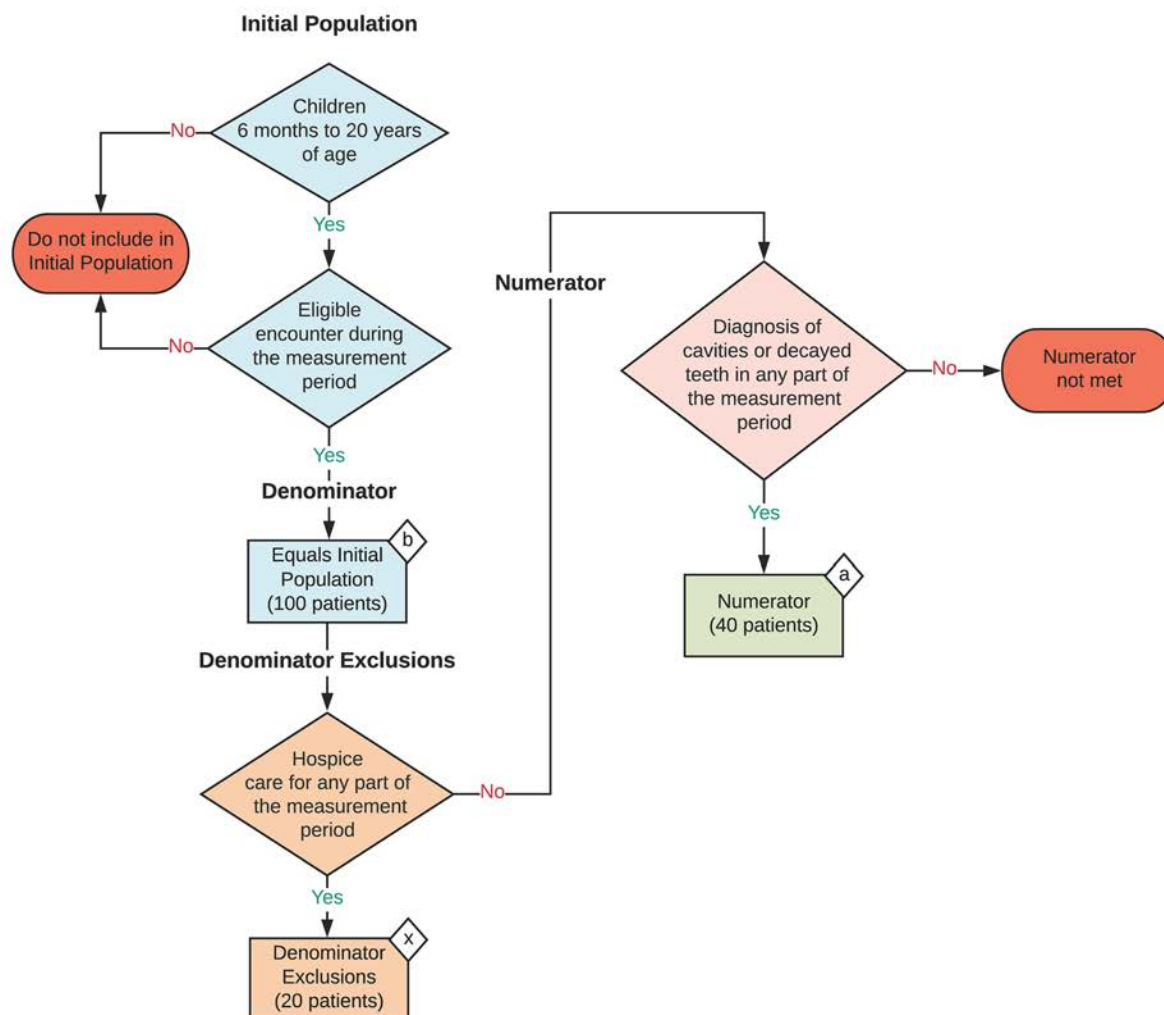 Initial Population
Children
6 months to 20 years
of age
No
Yes
Do not include in
Initial Population
Eligible
encounter during
the measurement
period
No
Yes
Denominator
b
Equals Initial
Population
(100 patients)
Denominator Exclusions
Hospice
care for any part of
the measurement
period
No
Yes
x
Denominator
Exclusions
(20 patients)
Numerator
Diagnosis of
cavities or decayed
teeth in any part of
the measurement
period
No
Numerator
not met
Yes
a
Numerator
(40 patients)